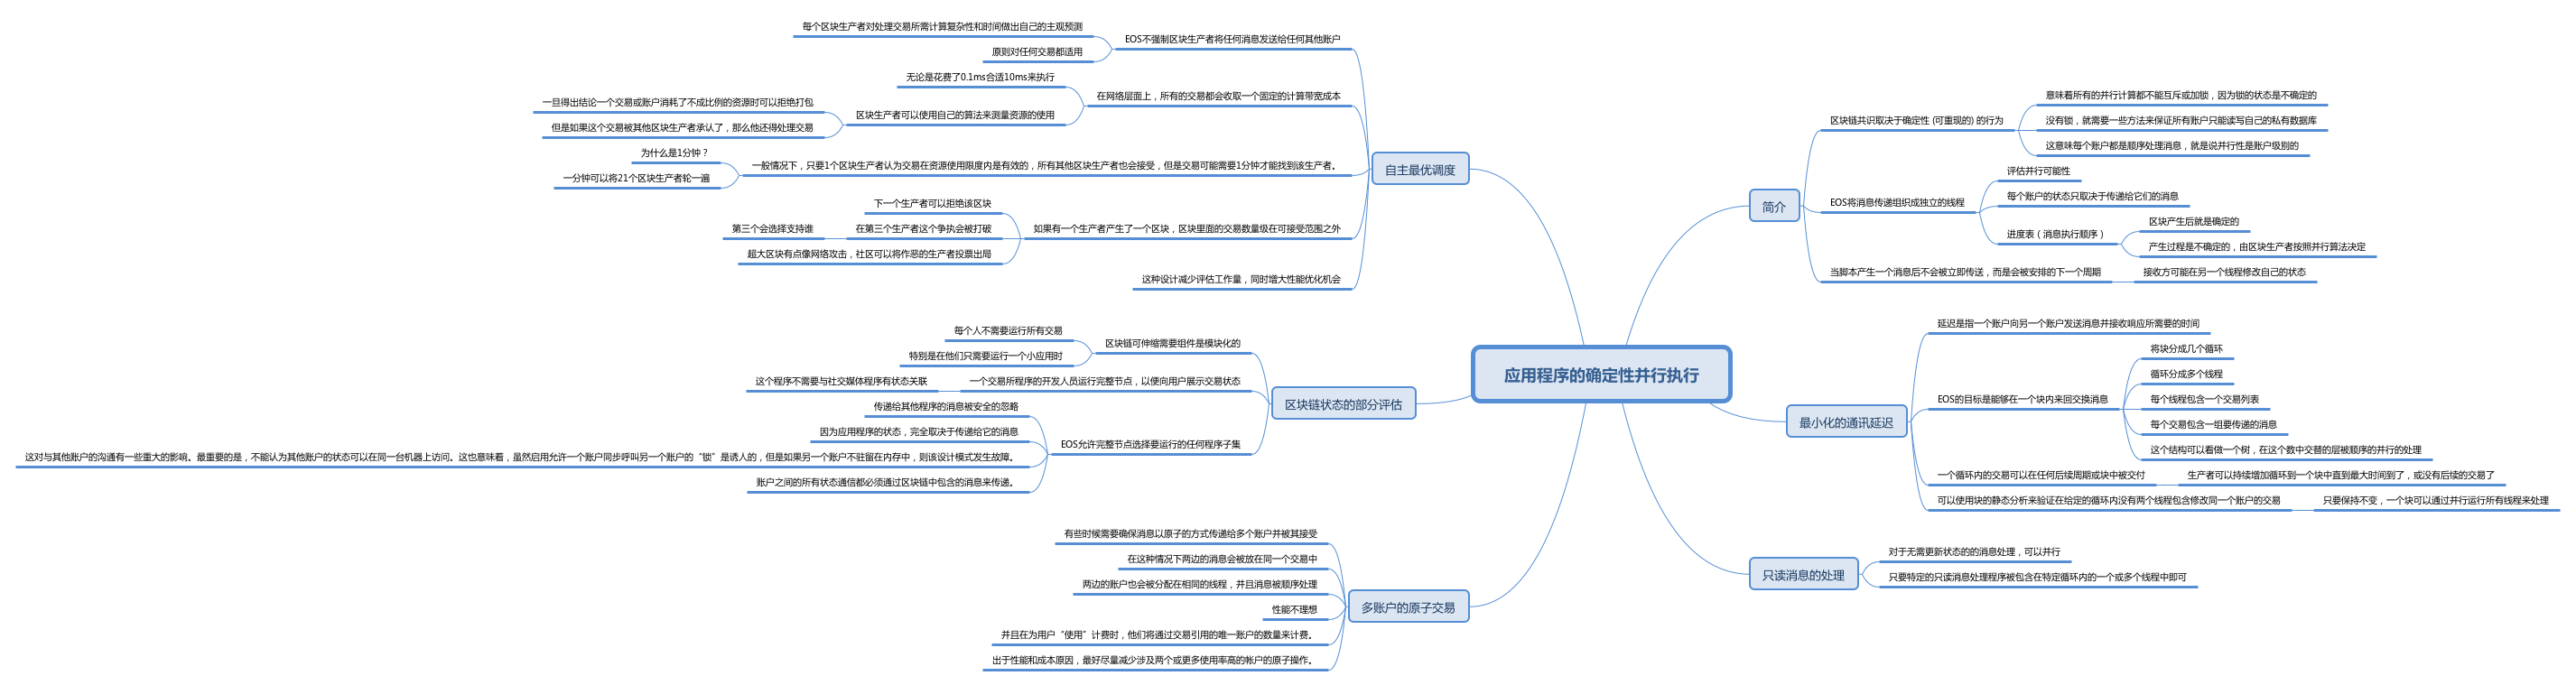 应用程序的确定性并行执行
简介
区块链共识取决于确定性 (可重现的) 的行为
意味着所有的并行计算都不能互斥或加锁，因为锁的状态是不确定的
没有锁，就需要一些方法来保证所有账户只能读写自己的私有数据库
这意味每个账户都是顺序处理消息，就是说并行性是账户级别的
EOS将消息传递组织成独立的线程
评估并行可能性
每个账户的状态只取决于传递给它们的消息
进度表（消息执行顺序）
区块产生后就是确定的
产生过程是不确定的，由区块生产者按照并行算法决定
当脚本产生一个消息后不会被立即传送，而是会被安排的下一个周期
接收方可能在另一个线程修改自己的状态
最小化的通讯延迟
延迟是指一个账户向另一个账户发送消息并接收响应所需要的时间
EOS的目标是能够在一个块内来回交换消息
将块分成几个循环
循环分成多个线程
每个线程包含一个交易列表
每个交易包含一组要传递的消息
这个结构可以看做一个树，在这个数中交替的层被顺序的并行的处理
一个循环内的交易可以在任何后续周期或块中被交付
生产者可以持续增加循环到一个块中直到最大时间到了，或没有后续的交易了
可以使用块的静态分析来验证在给定的循环内没有两个线程包含修改同一个账户的交易
只要保持不变，一个块可以通过并行运行所有线程来处理
只读消息的处理
对于无需更新状态的的消息处理，可以并行
只要特定的只读消息处理程序被包含在特定循环内的一个或多个线程中即可
自主最优调度
EOS不强制区块生产者将任何消息发送给任何其他账户
每个区块生产者对处理交易所需计算复杂性和时间做出自己的主观预测
原则对任何交易都适用
在网络层面上，所有的交易都会收取一个固定的计算带宽成本
无论是花费了0.1ms合适10ms来执行
区块生产者可以使用自己的算法来测量资源的使用
一旦得出结论一个交易或账户消耗了不成比例的资源时可以拒绝打包
但是如果这个交易被其他区块生产者承认了，那么他还得处理交易
一般情况下，只要1个区块生产者认为交易在资源使用限度内是有效的，所有其他区块生产者也会接受，但是交易可能需要1分钟才能找到该生产者。
为什么是1分钟？
一分钟可以将21个区块生产者轮一遍
如果有一个生产者产生了一个区块，区块里面的交易数量级在可接受范围之外
下一个生产者可以拒绝该区块
在第三个生产者这个争执会被打破
第三个会选择支持谁
超大区块有点像网络攻击，社区可以将作恶的生产者投票出局
这种设计减少评估工作量，同时增大性能优化机会
区块链状态的部分评估
区块链可伸缩需要组件是模块化的
每个人不需要运行所有交易
特别是在他们只需要运行一个小应用时
一个交易所程序的开发人员运行完整节点，以便向用户展示交易状态
这个程序不需要与社交媒体程序有状态关联
EOS允许完整节点选择要运行的任何程序子集
传递给其他程序的消息被安全的忽略
因为应用程序的状态，完全取决于传递给它的消息
这对与其他账户的沟通有一些重大的影响。最重要的是，不能认为其他账户的状态可以在同一台机器上访问。这也意味着，虽然启用允许一个账户同步呼叫另一个账户的“锁”是诱人的，但是如果另一个账户不驻留在内存中，则该设计模式发生故障。
账户之间的所有状态通信都必须通过区块链中包含的消息来传递。
多账户的原子交易
有些时候需要确保消息以原子的方式传递给多个账户并被其接受
在这种情况下两边的消息会被放在同一个交易中
两边的账户也会被分配在相同的线程，并且消息被顺序处理
性能不理想
并且在为用户“使用”计费时，他们将通过交易引用的唯一账户的数量来计费。
出于性能和成本原因，最好尽量减少涉及两个或更多使用率高的帐户的原子操作。